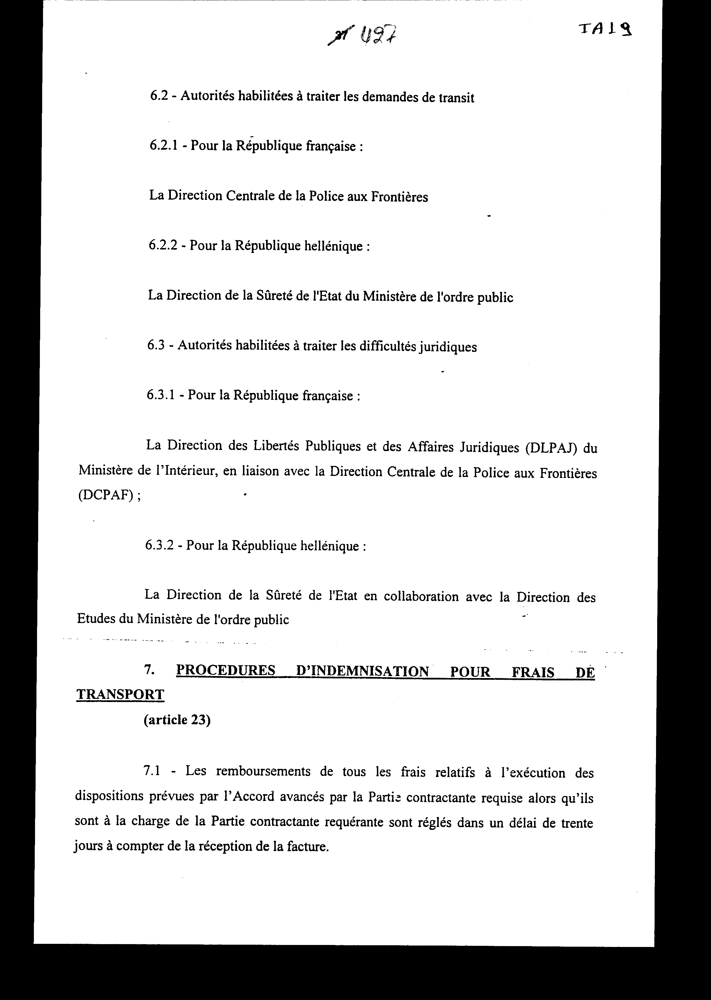 37 497
TA19
6.2 - Autorités habilitées à traiter les demandes de transit
6.2.1 - Pour la République française :
La Direction Centrale de la Police aux Frontières
6.2.2 - Pour la République hellénique :
La Direction de la Sûreté de l'Etat du Ministère de l'ordre public
6.3 - Autorités habilitées à traiter les difficultés juridiques
6.3.1 - Pour la République française :
La Direction des Libertés Publiques et des Affaires Juridiques (DLPAJ) du
Ministère de l’Intérieur, en liaison avec la Direction Centrale de la Police aux Frontières
(DCPAF) ;
6.3.2 - Pour la République hellénique :
La Direction de la Sûreté de l'Etat en collaboration avec la Direction des
Etudes du Ministère de l'ordre public
7. PROCEDURES D’INDEMNISATION POUR FRAIS DE
TRANSPORT
(article 23)
7.1 - Les remboursements de tous les frais relatifs à l’exécution des
dispositions prévues par l’Accord avancés par la Partie contractante requise alors qu’ils
sont à la charge de la Partie contractante requérante sont réglés dans un délai de trente
jours à compter de la réception de la facture.